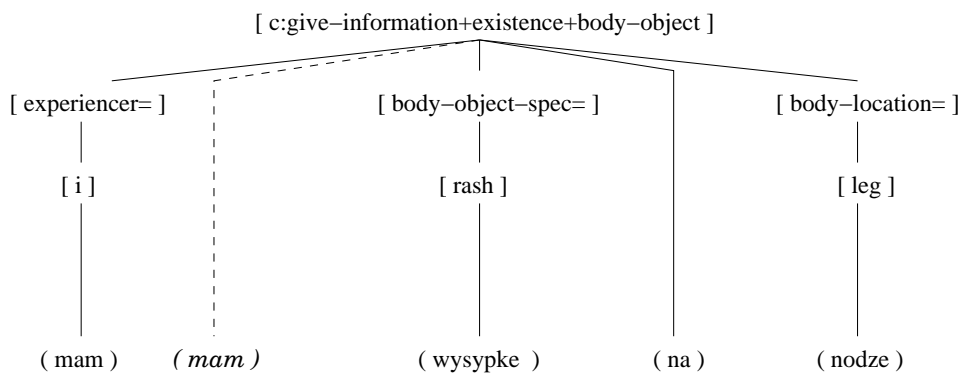 [ c:give−information+existence+body−object ]
[ experiencer= ] [ body−object−spec= ] [ body−location= ]
[ i ] [ rash ] [ leg ]
( mam ) ( mam ) ( wysypke ) ( na ) ( nodze )